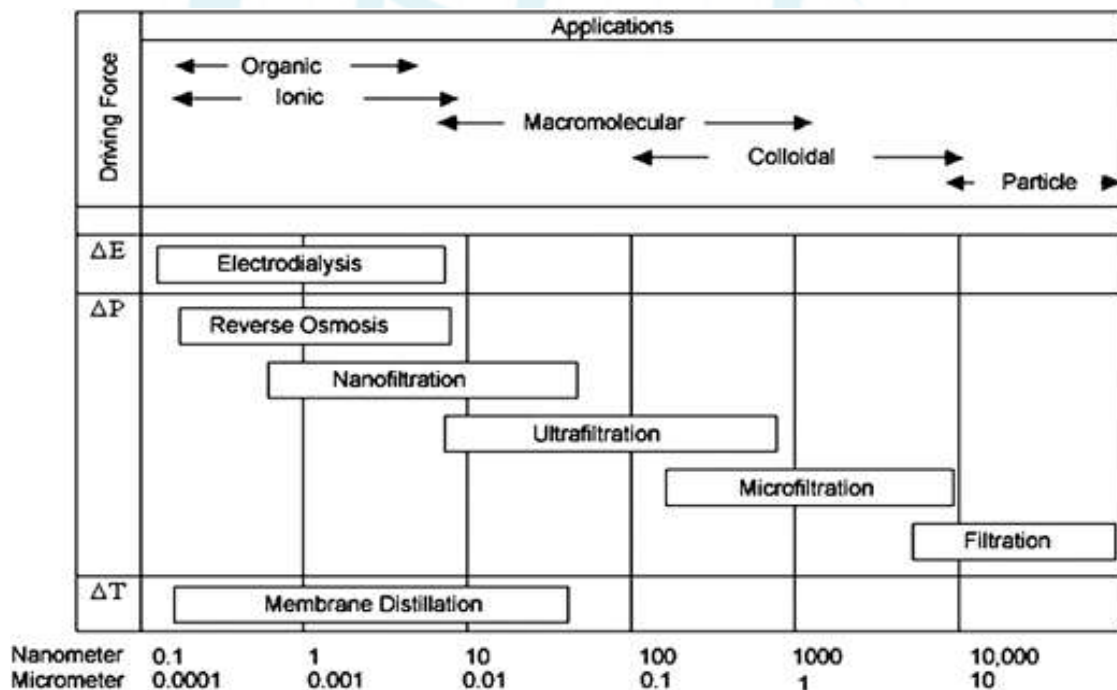 Applications
Driving Force
Organic
Ionic
Macromolecular
Colloidal
Particle
ΔE
Electrodialysis
ΔP
Reverse Osmosis
Nanofiltration
Ultrafiltration
Microfiltration
Filtration
ΔT
Membrane Distillation
Nanometer 0.1 1 10 100 1000 10,000
Micrometer 0.0001 0.001 0.01 0.1 1 10